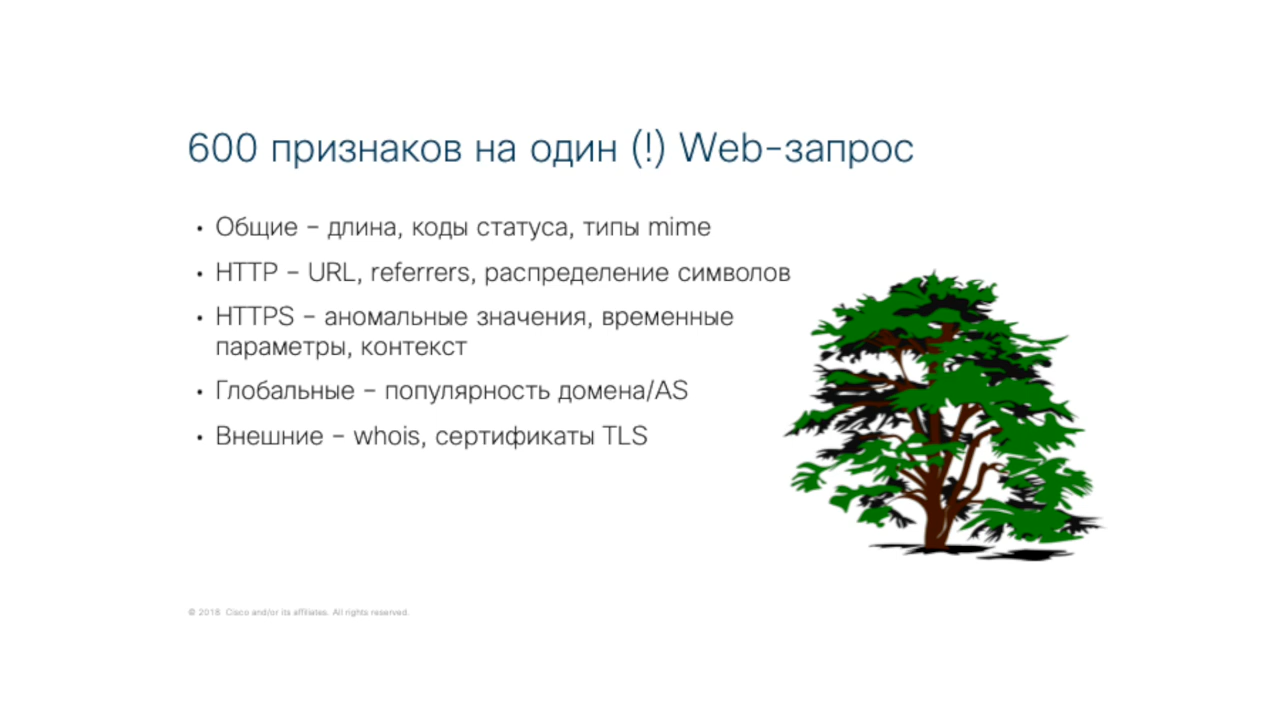 600 признаков на один (!) Web-запрос
• Общие – длина, коды статуса, типы mime
• HTTP – URL, referrers, распределение символов
• HTTPS – аномальные значения, временные
параметры, контекст
• Глобальные – популярность домена/AS
• Внешние – whois, сертификаты TLS
© 2018 Cisco and/or its affiliates. All rights reserved.